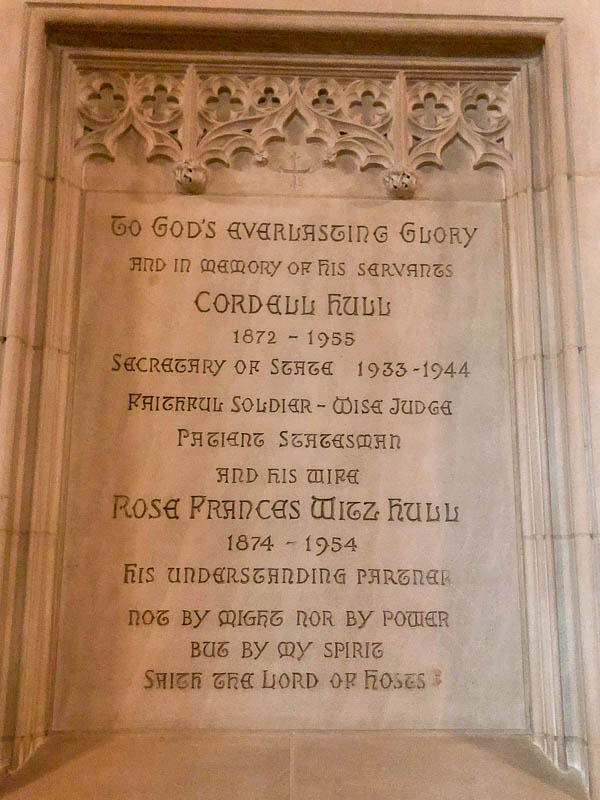 To God's everlasting Glory
and in memory of his servants
Cordell Hull
1872 - 1955
Secretary of State 1933-1944
Faithful Soldier - Wise Judge
Patient Statesman
and his wife
Rose Frances Witz Hull
1874 - 1954
His understanding partner
not by might nor by power
but by my spirit
Saith the Lord of Hosts